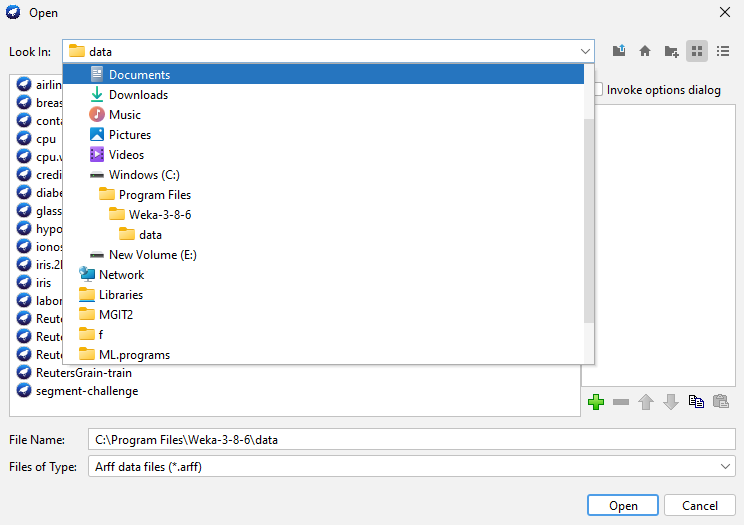 Open
Look In: data
Documents
Downloads
Music
Pictures
Videos
Windows (C:)
Program Files
Weka-3-8-6
data
New Volume (E:)
Network
Libraries
MGIT2
f
ML.programs
airlin
breas
conta
cpu
cpu.v
credi
diabe
glass
hypo
ionos
iris.2
iris
labor
Reute
Reute
Reute
ReutersGrain-train
segment-challenge
Invoke options dialog
File Name: C:\Program Files\Weka-3-8-6\data
Files of Type: Arff data files (*.arff)
Open Cancel